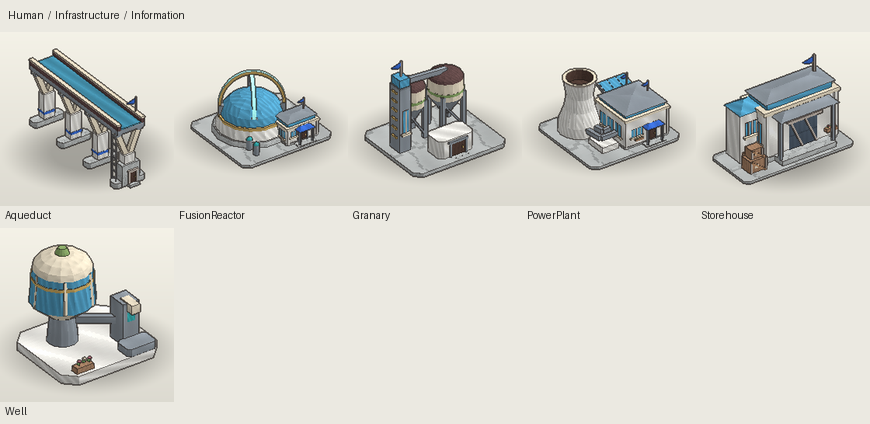 Human / Infrastructure / Information
Aqueduct
FusionReactor
Granary
PowerPlant
Storehouse
Well